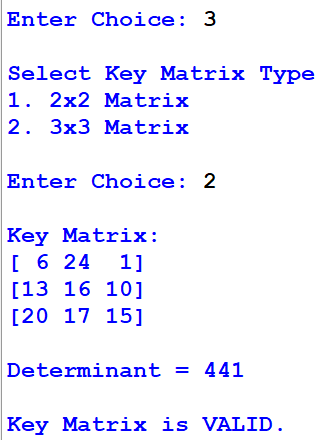 Enter Choice: 3
Select Key Matrix Type
1. 2x2 Matrix
2. 3x3 Matrix
Enter Choice: 2
Key Matrix:
[ 6 24  1]
[13 16 10]
[20 17 15]
Determinant = 441
Key Matrix is VALID.